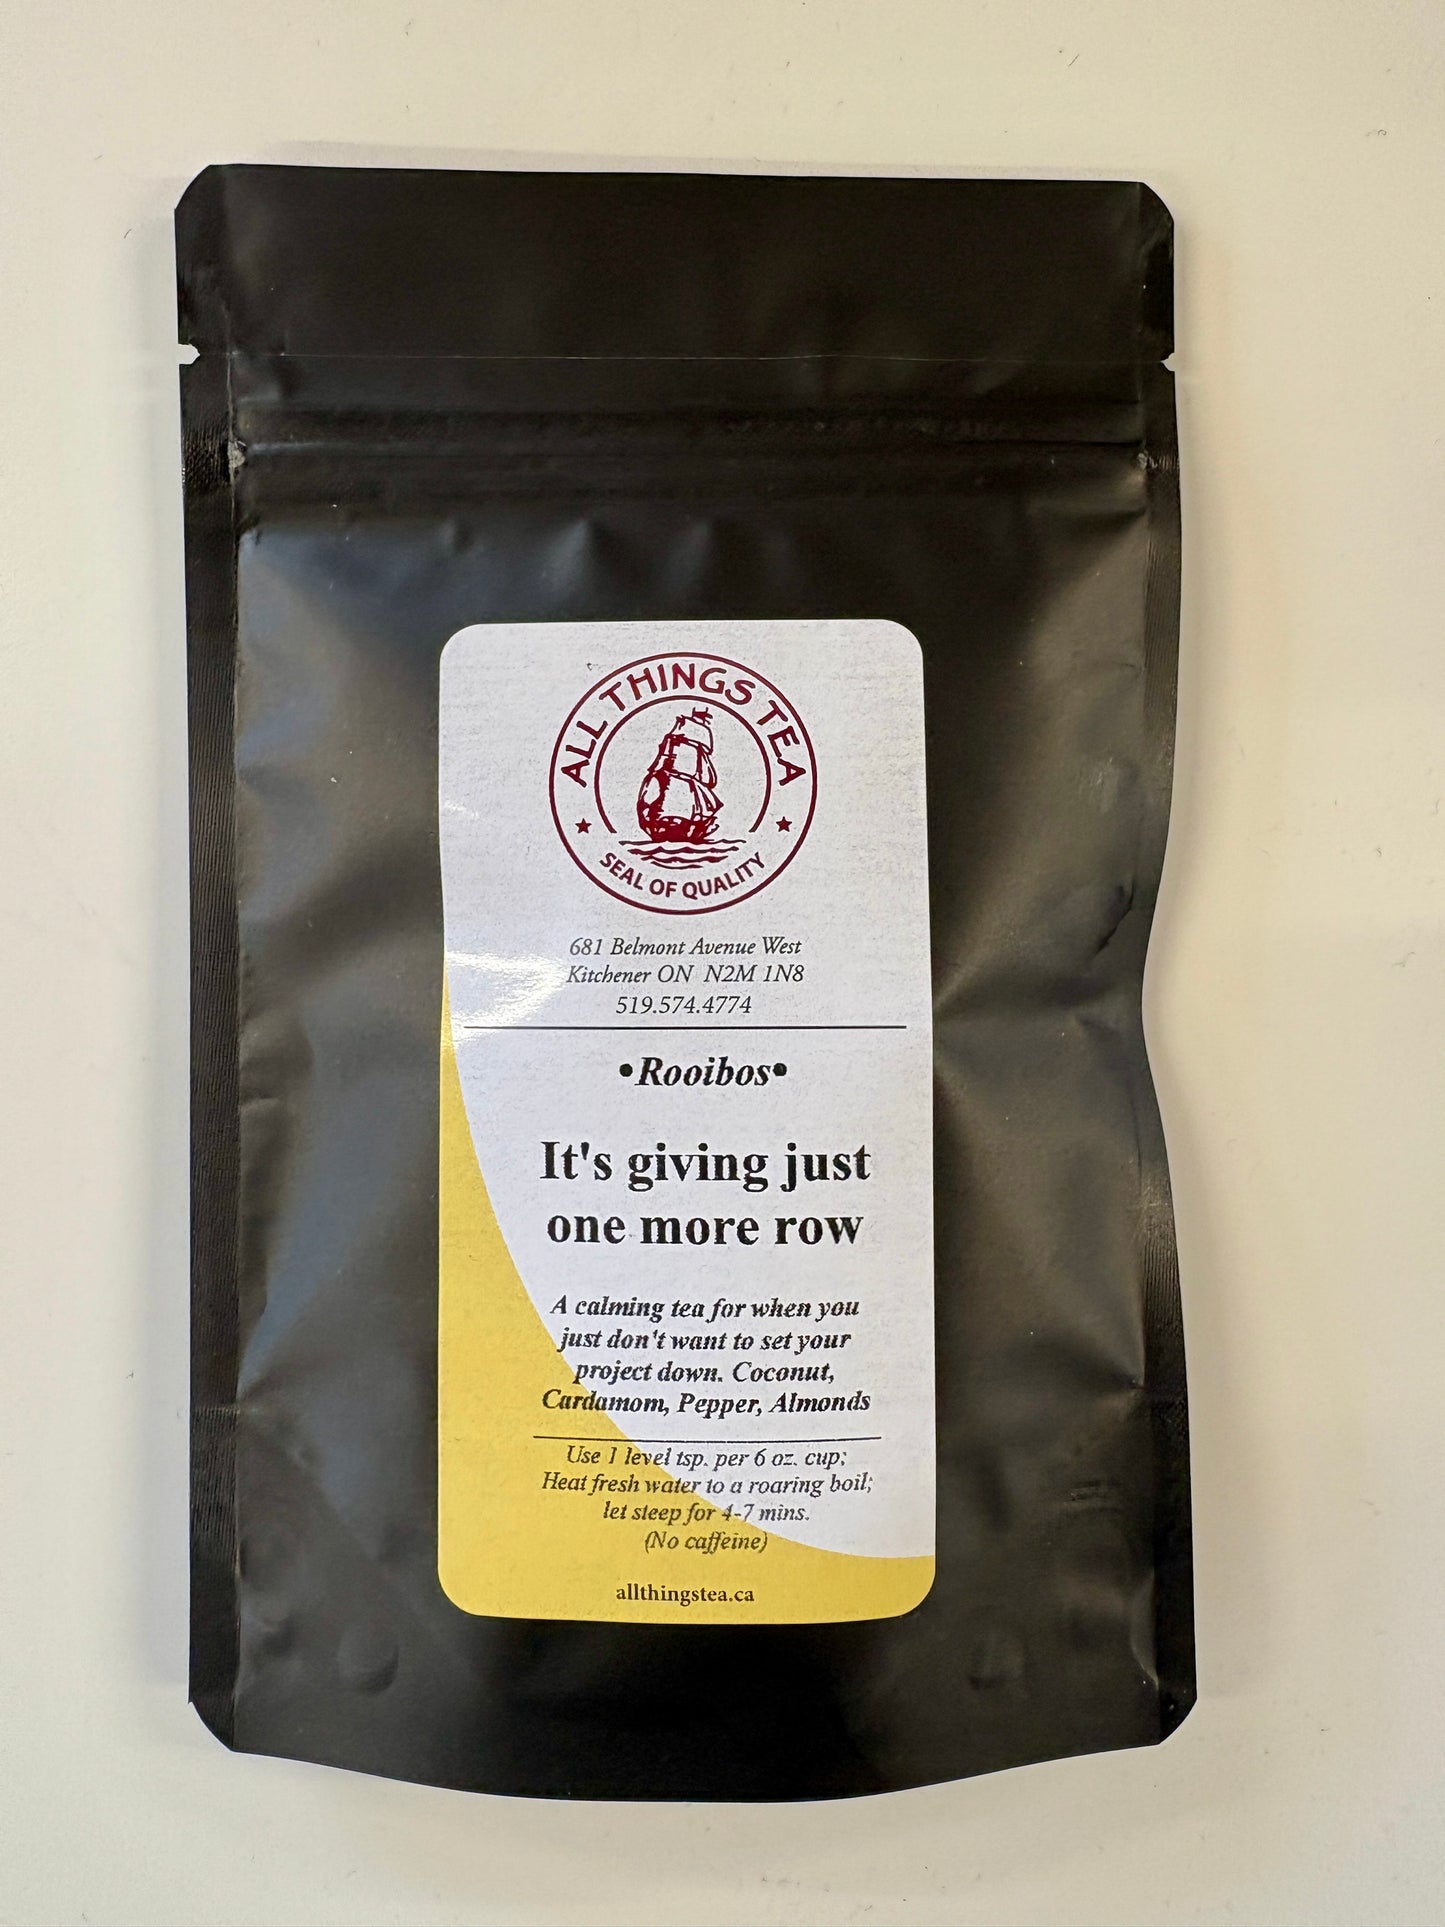 ALL THINGS TEA
SEAL OF QUALITY
681 Belmont Avenue West
Kitchener ON N2M 1N8
519.574.4774
•Rooibos•
It's giving just
one more row
A calming tea for when you
just don't want to set your
project down. Coconut,
Cardamom, Pepper, Almonds
Use 1 level tsp. per 6 oz. cup;
Heat fresh water to a roaring boil;
let steep for 4-7 mins.
(No caffeine)
allthingstea.ca